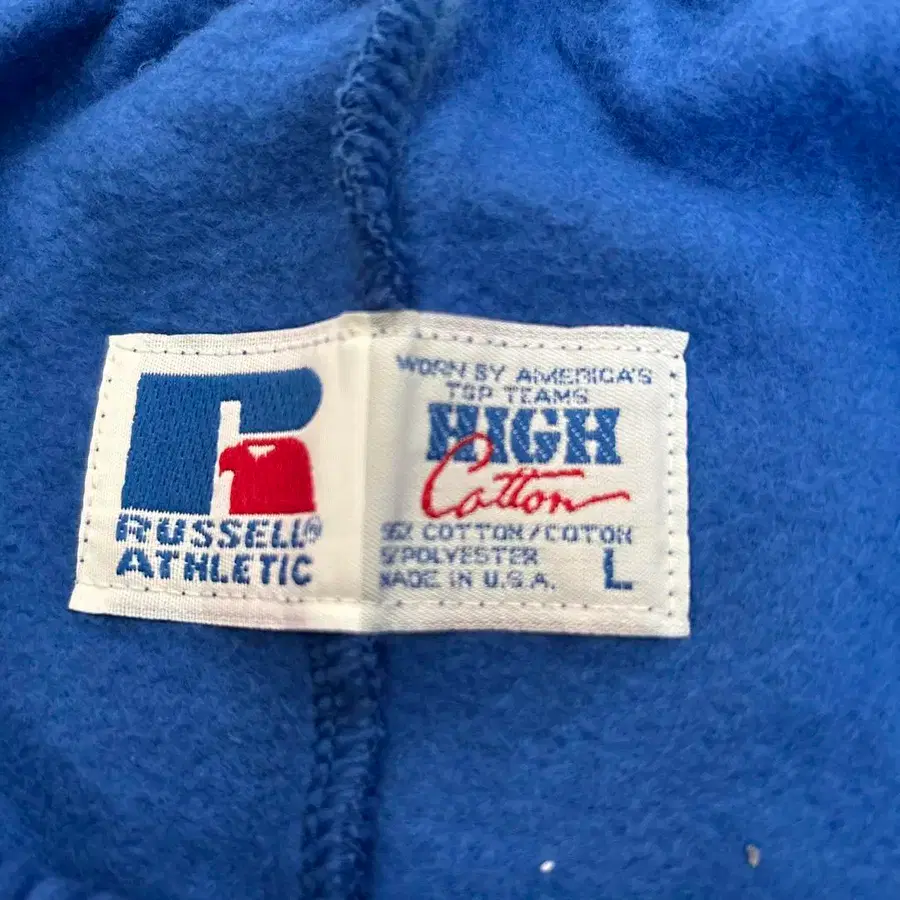 RUSSELL®
ATHLETIC
WORN BY AMERICA'S
TOP TEAMS
HIGH
Cotton
95% COTTON/COTON
5/POLYESTER
MADE IN U.S.A.
L